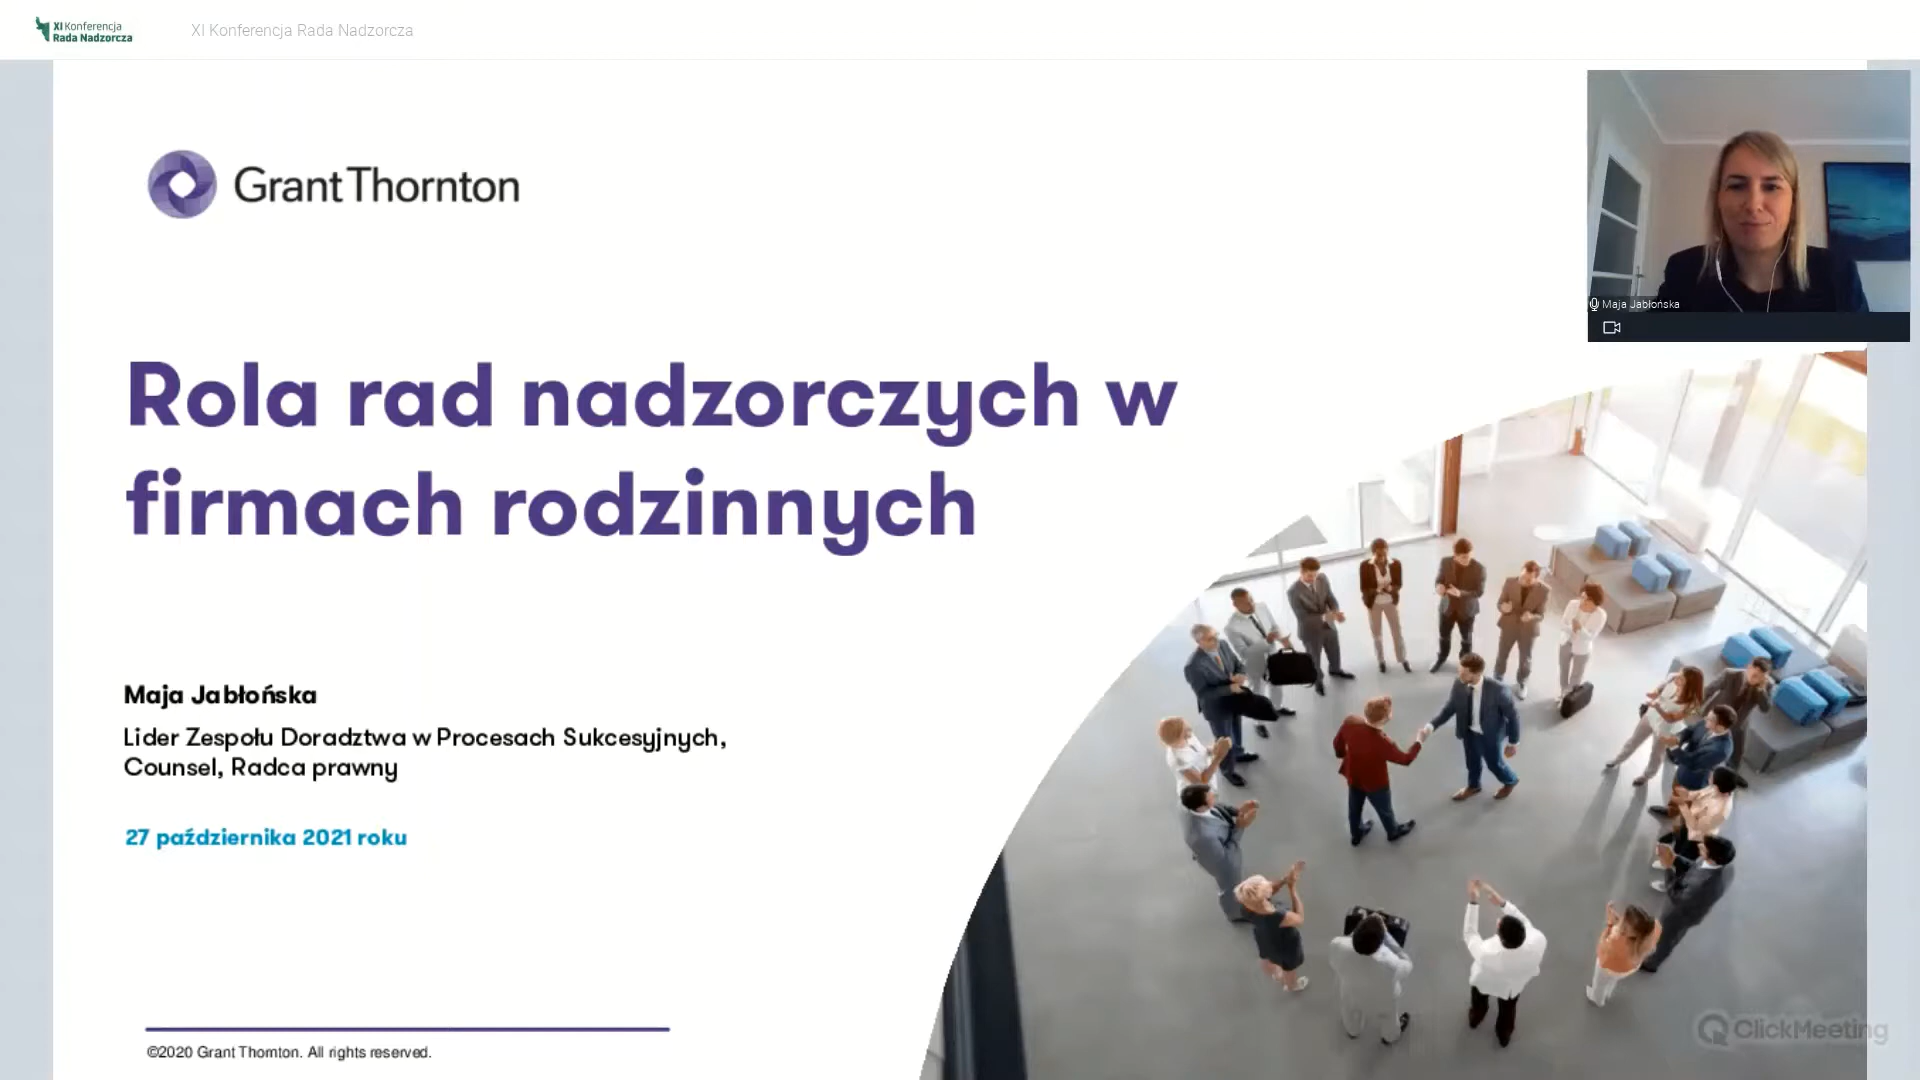 XI Konferencja
Rada Nadzorcza
XI Konferencja Rada Nadzorcza
Grant Thornton
Maja Jabłońska
Rola rad nadzorczych w
firmach rodzinnych
Maja Jabłońska
Lider Zespołu Doradztwa w Procesach Sukcesyjnych,
Counsel, Radca prawny
27 października 2021 roku
©2020 Grant Thornton. All rights reserved.
ClickMeeting